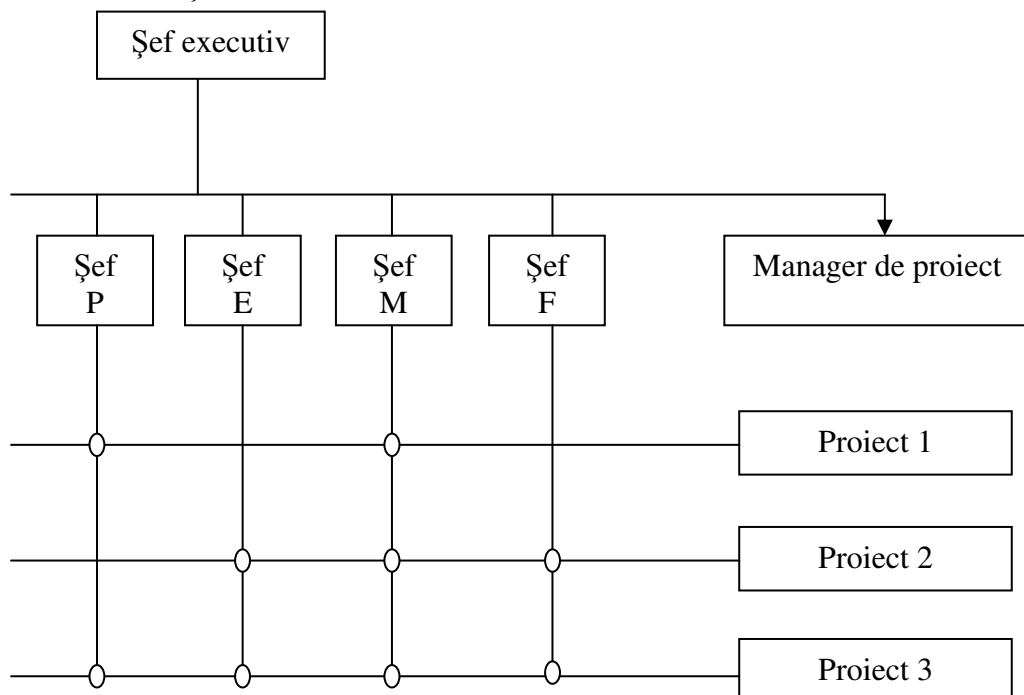 Şef executiv
Şef
P
Şef
E
Şef
M
Şef
F
Manager de proiect
Proiect 1
Proiect 2
Proiect 3